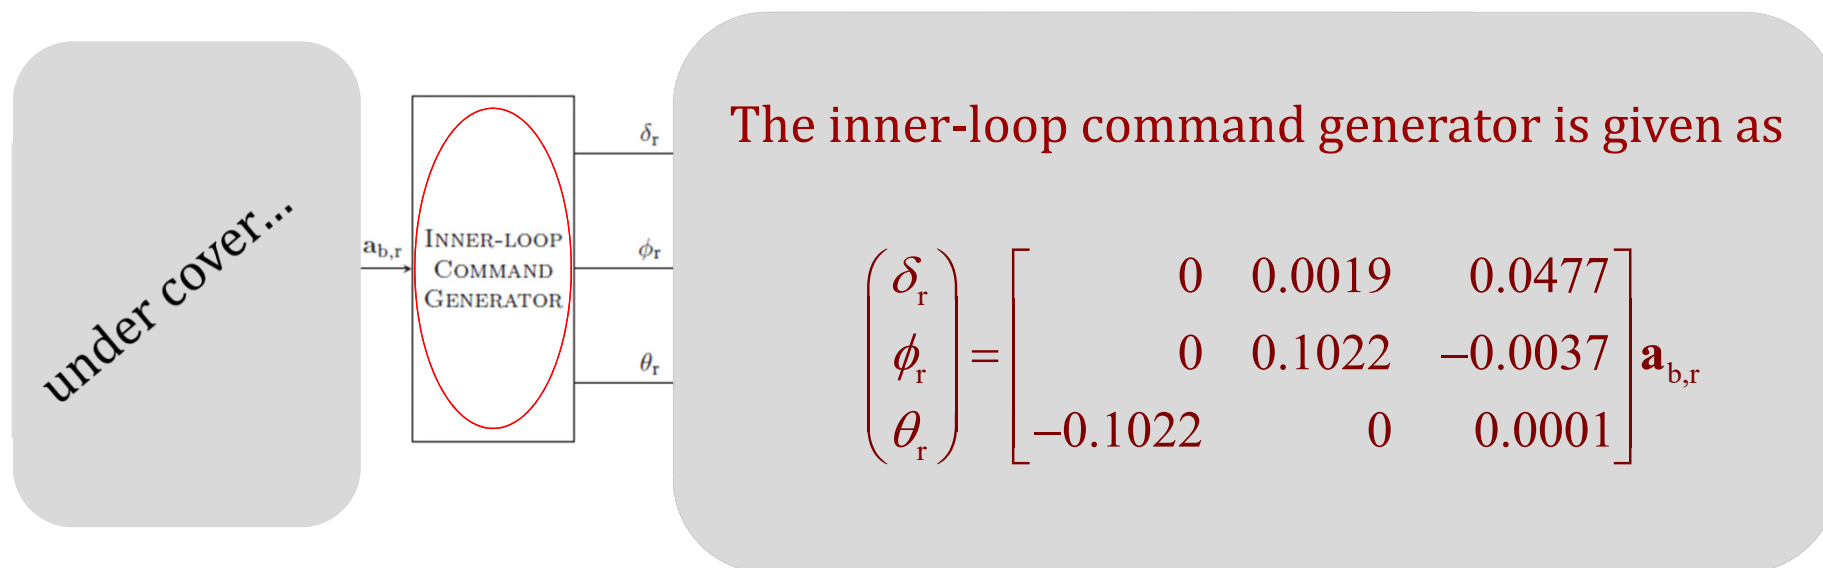 under cover...
a_b,r
INNER-LOOP
COMMAND
GENERATOR
δ_r
ϕ_r
θ_r
The inner-loop command generator is given as
(δ_r) = [0 0.0019 0.0477] a_b,r
(ϕ_r) [0 0.1022 −0.0037]
(θ_r) [−0.1022 0 0.0001]